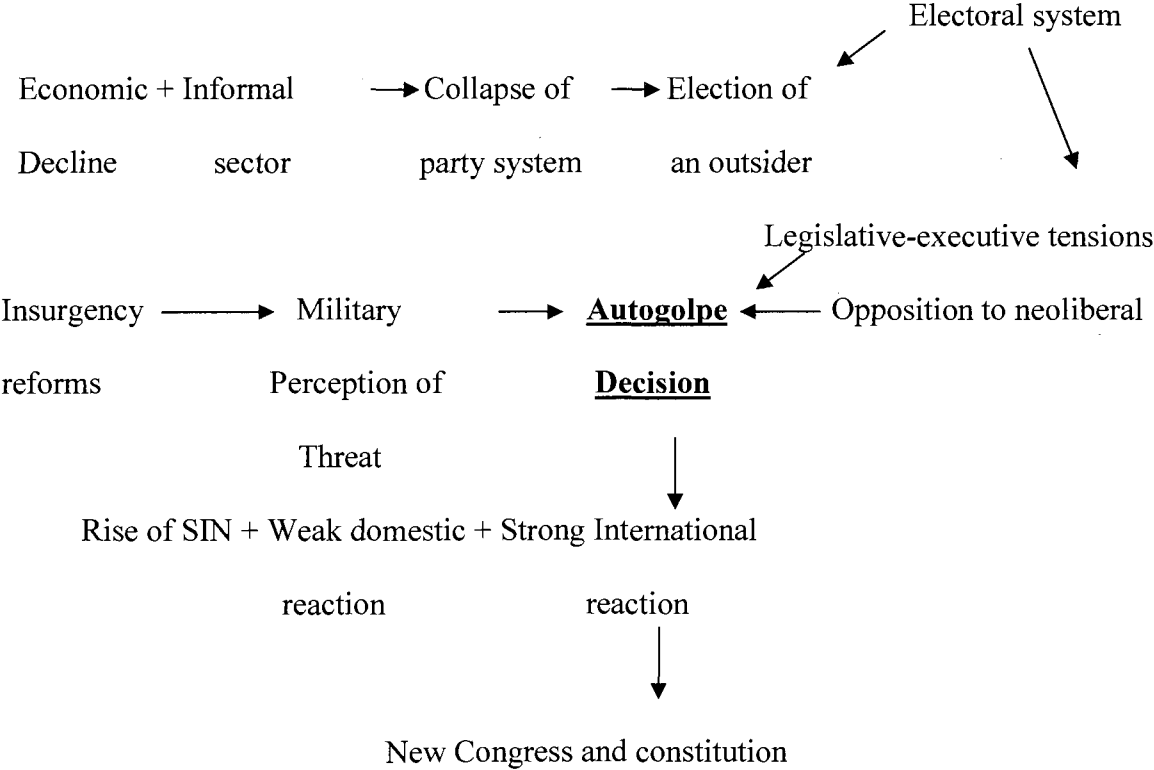 Electoral system
Economic + Informal Collapse of Election of
Decline sector party system an outsider
Legislative-executive tensions
Insurgency Military Autogolpe Opposition to neoliberal
reforms Perception of Decision
Threat
Rise of SIN + Weak domestic + Strong International
reaction reaction
New Congress and constitution